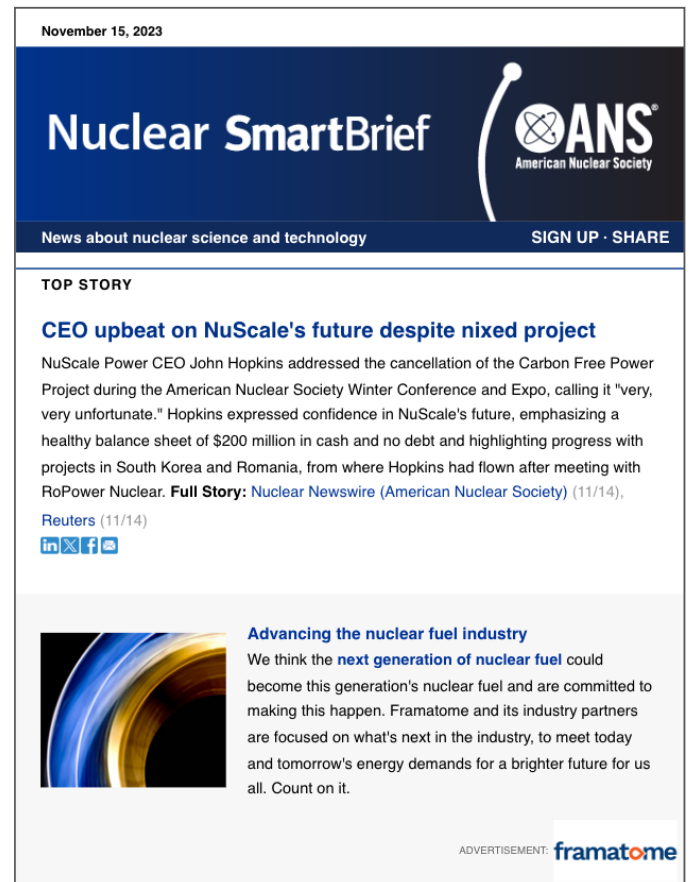 November 15, 2023
Nuclear SmartBrief
ANS®
American Nuclear Society
News about nuclear science and technology
SIGN UP · SHARE
TOP STORY
CEO upbeat on NuScale's future despite nixed project
NuScale Power CEO John Hopkins addressed the cancellation of the Carbon Free Power
Project during the American Nuclear Society Winter Conference and Expo, calling it "very,
very unfortunate." Hopkins expressed confidence in NuScale's future, emphasizing a
healthy balance sheet of $200 million in cash and no debt and highlighting progress with
projects in South Korea and Romania, from where Hopkins had flown after meeting with
RoPower Nuclear. Full Story: Nuclear Newswire (American Nuclear Society) (11/14),
Reuters (11/14)
in X f
Advancing the nuclear fuel industry
We think the next generation of nuclear fuel could
become this generation's nuclear fuel and are committed to
making this happen. Framatome and its industry partners
are focused on what's next in the industry, to meet today
and tomorrow's energy demands for a brighter future for us
all. Count on it.
ADVERTISEMENT: framatome